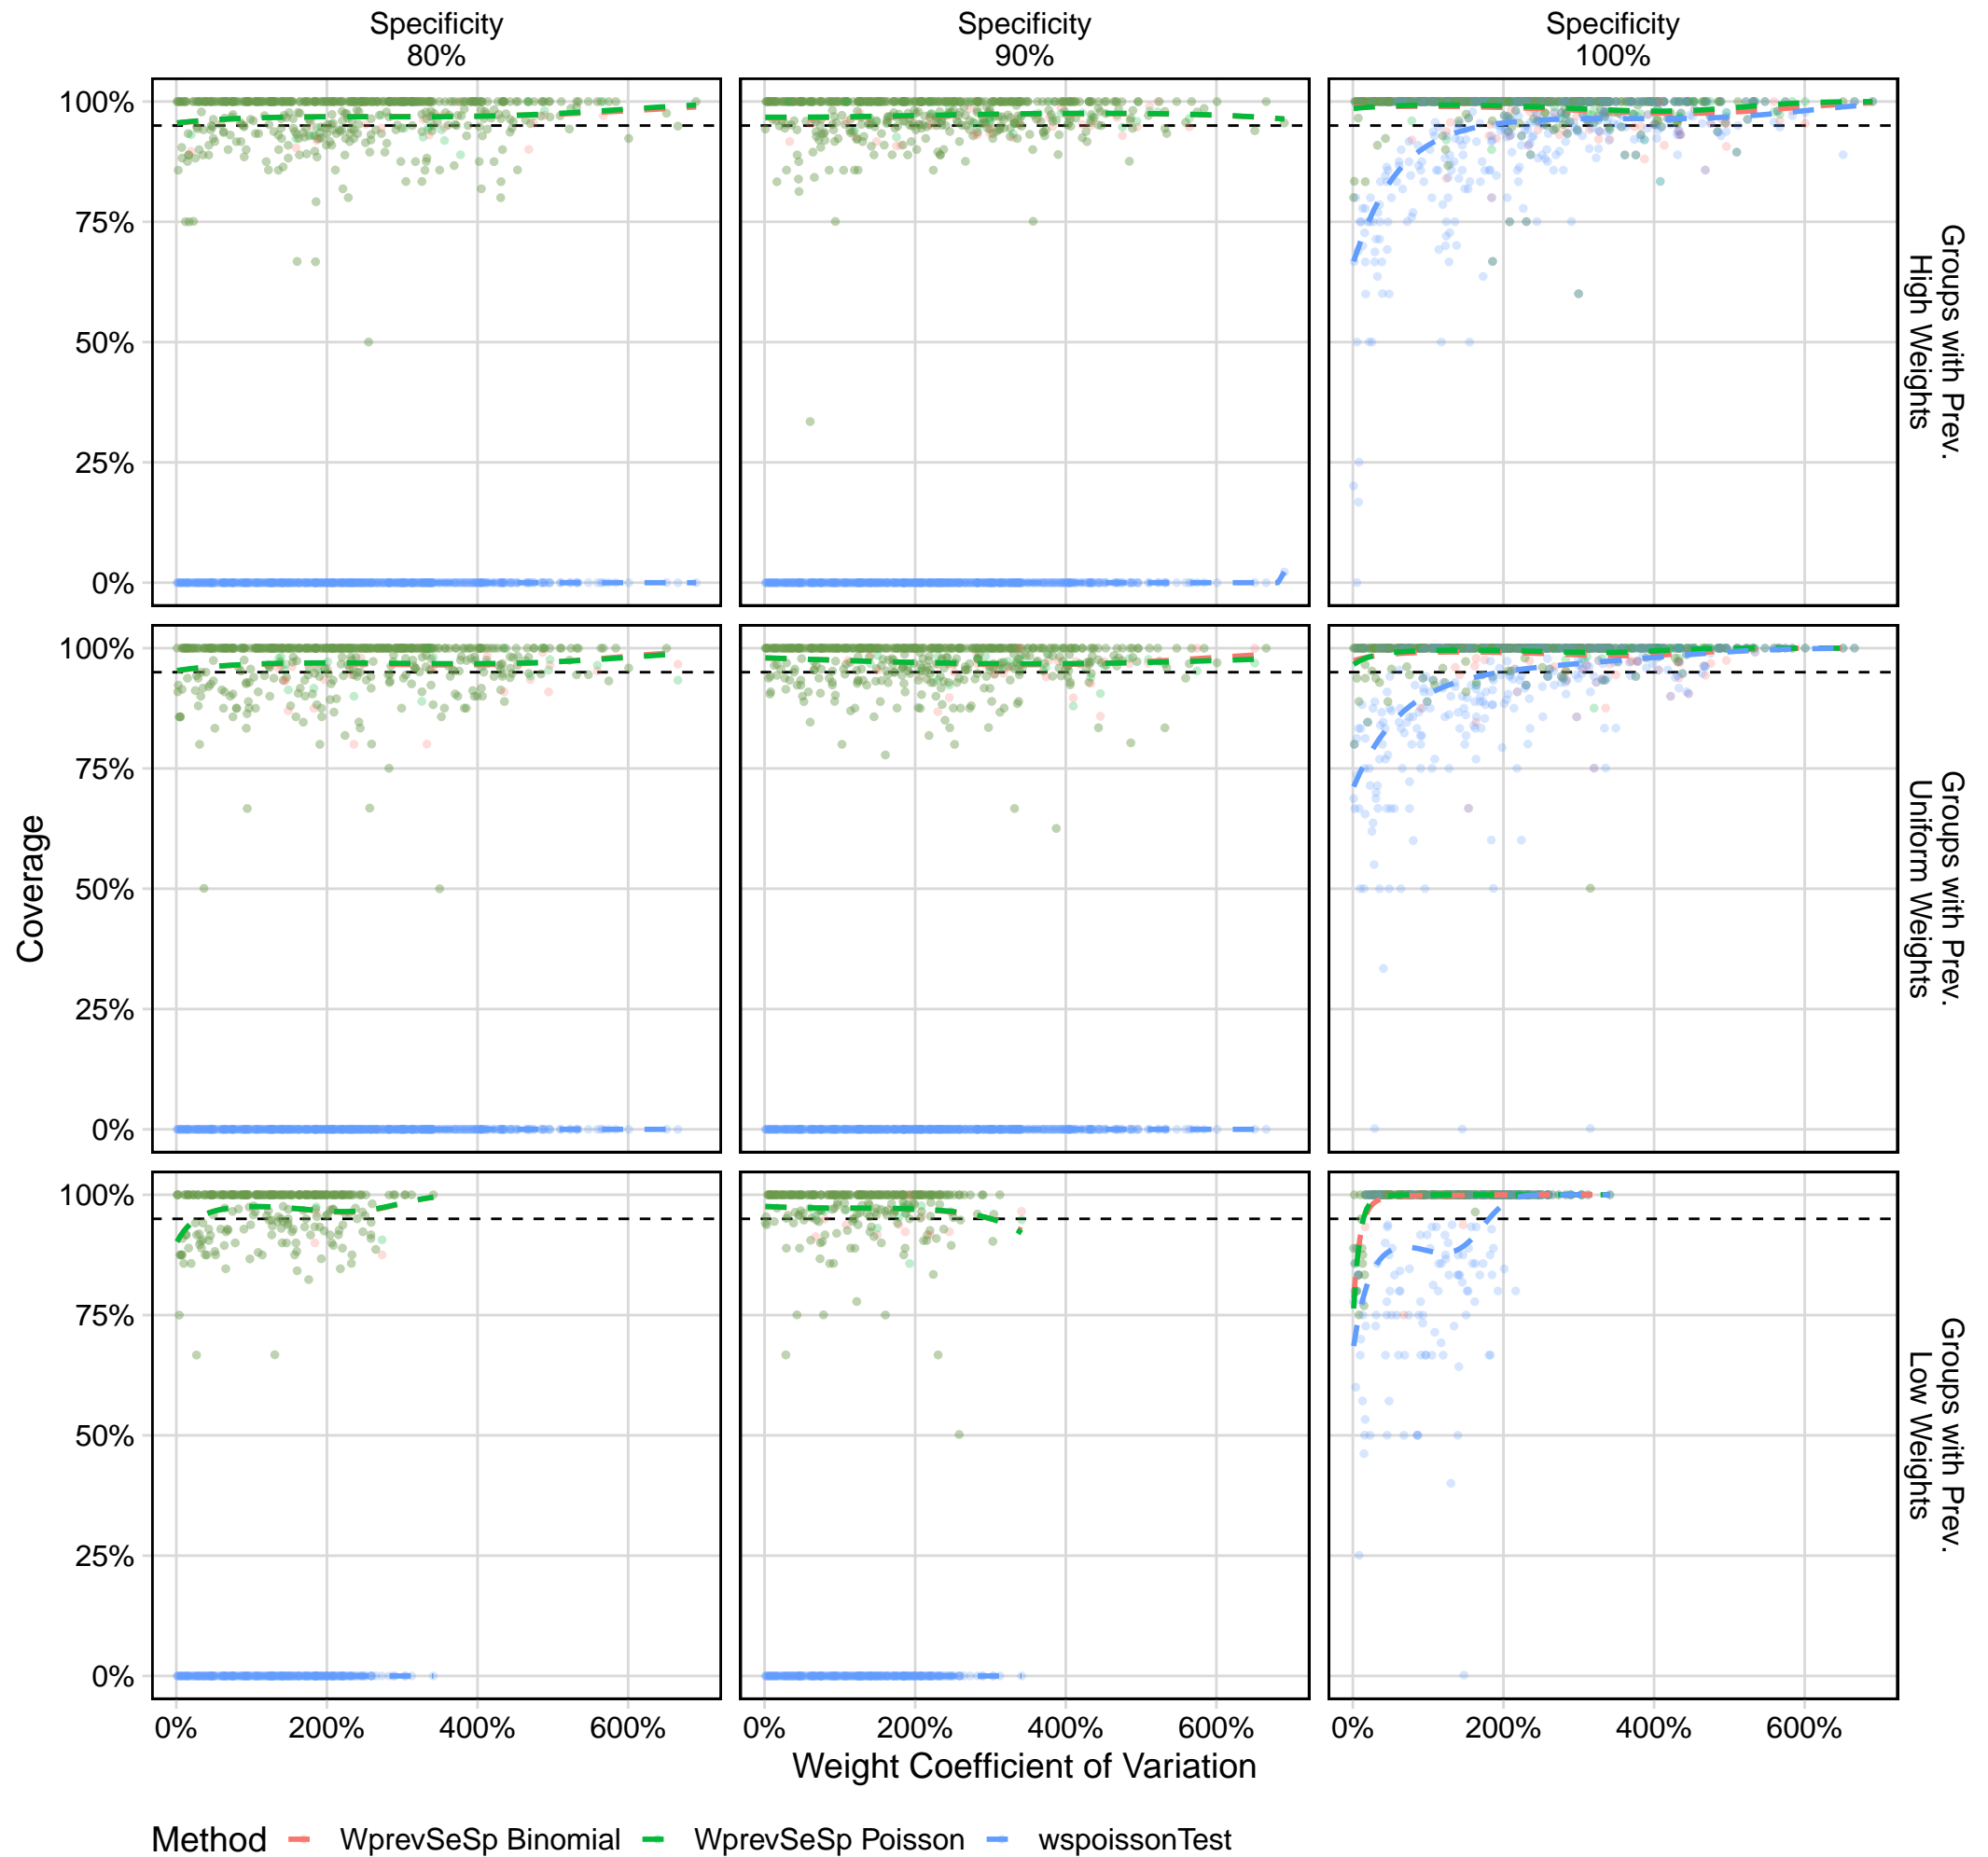 Specificity
80%
Specificity
90%
Specificity
100%
100%
75%
50%
25%
0%
Groups with Prev.
High Weights
100%
75%
50%
25%
0%
Groups with Prev.
Uniform Weights
Coverage
100%
75%
50%
25%
0%
Groups with Prev.
Low Weights
0% 200% 400% 600%
0% 200% 400% 600%
0% 200% 400% 600%
Weight Coefficient of Variation
Method WprevSeSp Binomial WprevSeSp Poisson wspoissonTest